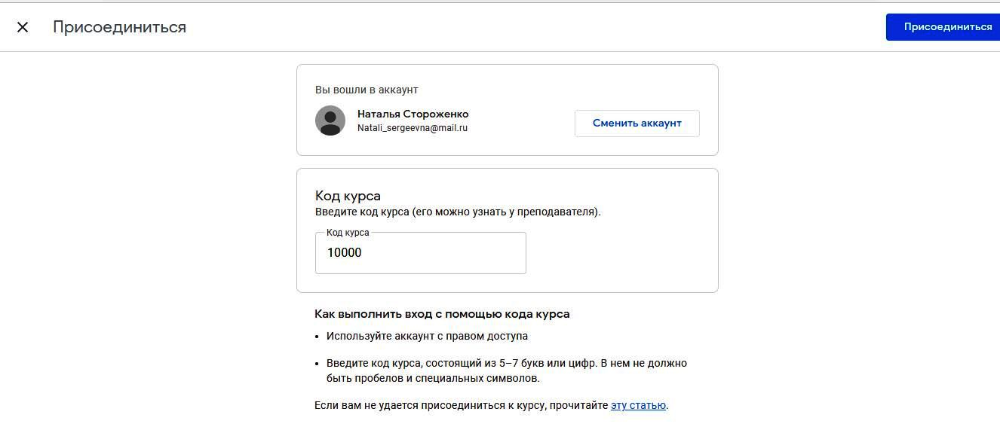 Присоединиться
Присоединиться
Вы вошли в аккаунт
Наталья Стороженко
Natali_sergeevna@mail.ru
Сменить аккаунт
Код курса
Введите код курса (его можно узнать у преподавателя).
Код курса
10000
Как выполнить вход с помощью кода курса
• Используйте аккаунт с правом доступа
• Введите код курса, состоящий из 5–7 букв или цифр. В нем не должно
быть пробелов и специальных символов.
Если вам не удается присоединиться к курсу, прочитайте эту статью.